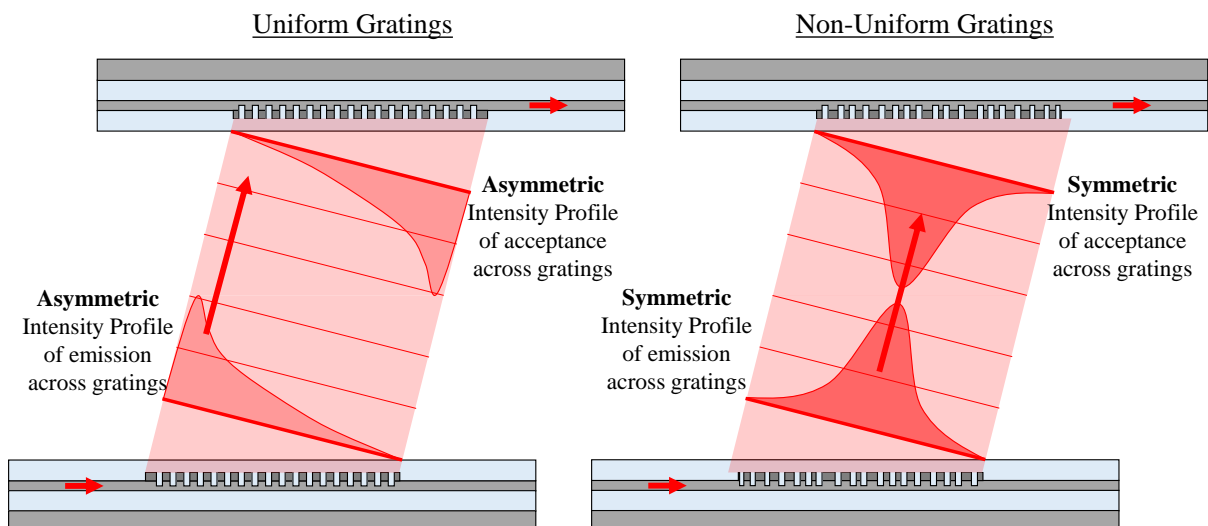 Uniform Gratings
Non-Uniform Gratings
Asymmetric
Intensity Profile
of acceptance
across gratings
Asymmetric
Intensity Profile
of emission
across gratings
Symmetric
Intensity Profile
of acceptance
across gratings
Symmetric
Intensity Profile
of emission
across gratings